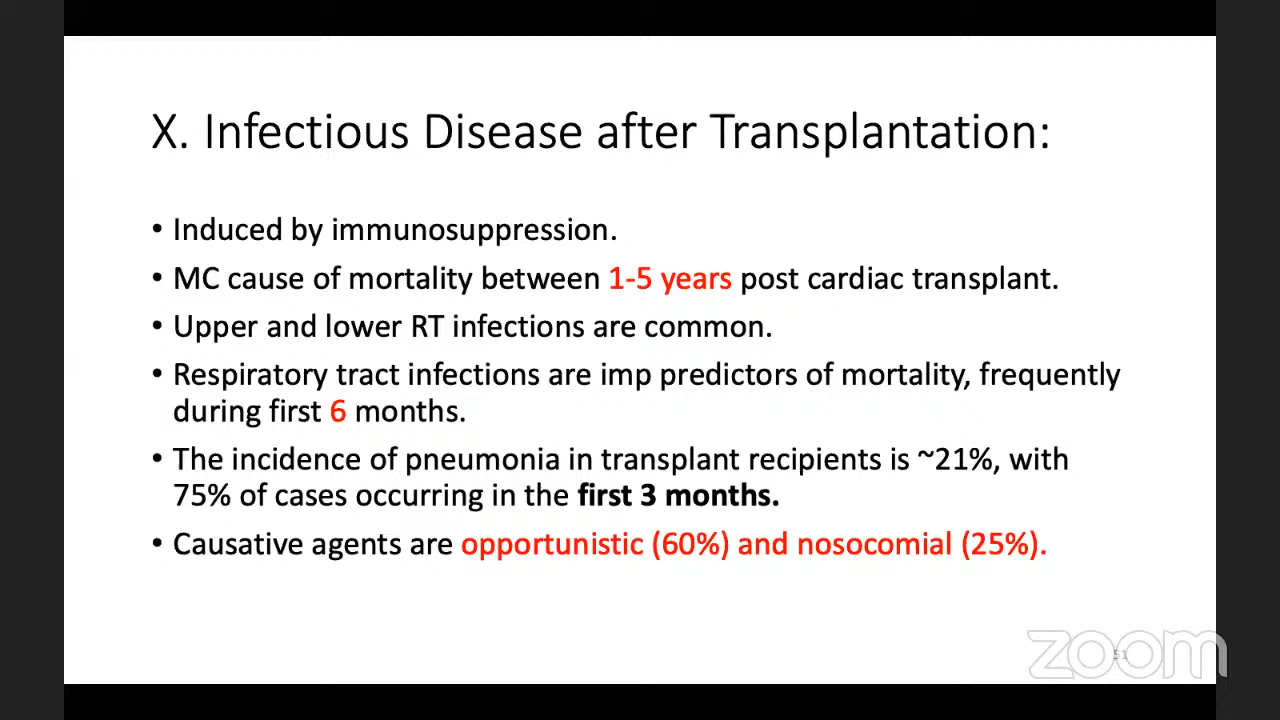 X. Infectious Disease after Transplantation:
• Induced by immunosuppression.
• MC cause of mortality between 1-5 years post cardiac transplant.
• Upper and lower RT infections are common.
• Respiratory tract infections are imp predictors of mortality, frequently
during first 6 months.
• The incidence of pneumonia in transplant recipients is ~21%, with
75% of cases occurring in the first 3 months.
• Causative agents are opportunistic (60%) and nosocomial (25%).
51
zoom